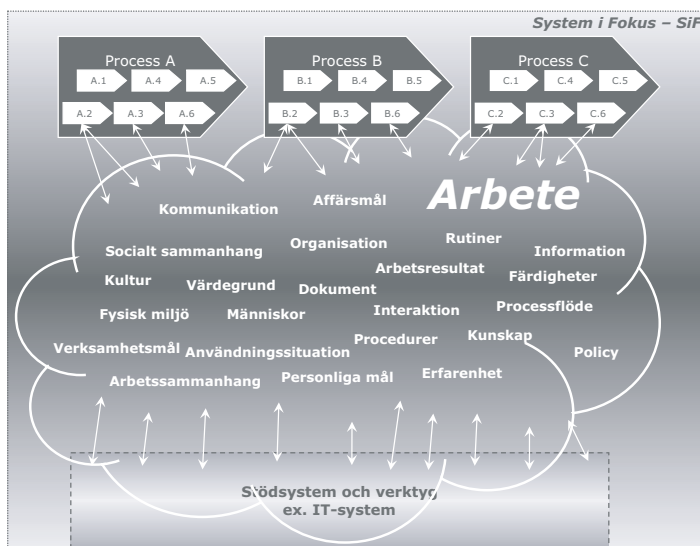 System i Fokus – SiF
Process A
A.1 A.4 A.5
A.2 A.3 A.6
Process B
B.1 B.4 B.5
B.2 B.3 B.6
Process C
C.1 C.4 C.5
C.2 C.3 C.6
Arbete
Kommunikation
Affärsmål
Organisation
Rutiner
Socialt sammanhang
Information
Arbetsresultat
Kultur
Värdegrund
Dokument
Färdigheter
Fysisk miljö
Människor
Interaktion
Processflöde
Verksamhetsmål
Användningssituation
Procedurer
Kunskap
Policy
Arbetssammanhang
Personliga mål
Erfarenhet
Stödsystem och verktyg
ex. IT-system